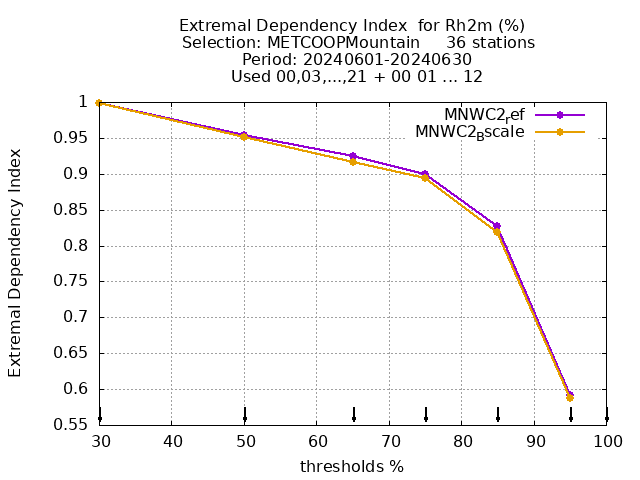 Extremal Dependency Index  for Rh2m (%)
Selection: METCOOPMountain     36 stations
Period: 20240601-20240630
Used 00,03,...,21 + 00 01 ... 12
MNWC2ref
MNWC2Bscale
1
0.95
0.9
0.85
0.8
0.75
0.7
0.65
0.6
0.55
Extremal Dependency Index
30 40 50 60 70 80 90 100
thresholds %